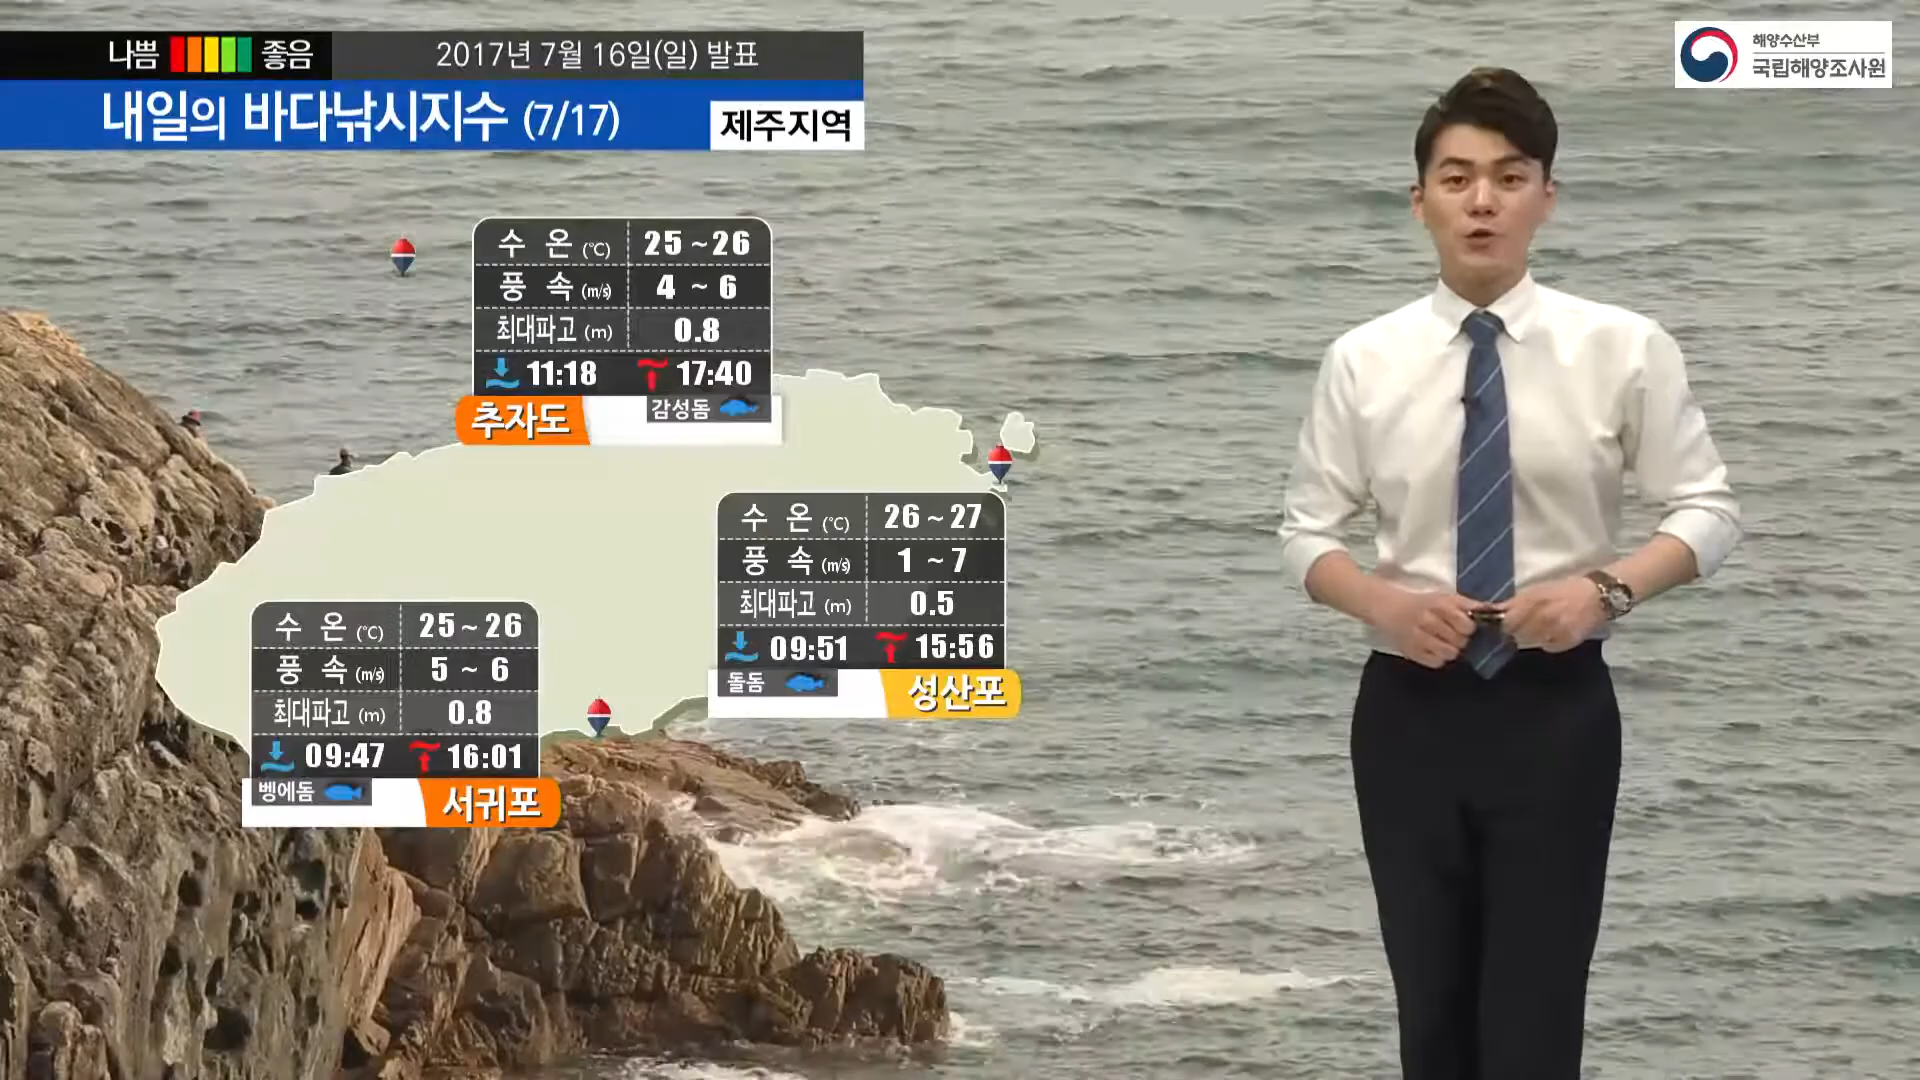 나쁨 좋음 2017년 7월 16일(일) 발표
내일의 바다낚시지수 (7/17)
제주지역
해양수산부
국립해양조사원
수 온 (℃) 25 ~ 26
풍 속 (m/s) 4 ~ 6
최대파고 (m) 0.8
11:18 17:40
감성돔
추자도
수 온 (℃) 26 ~ 27
풍 속 (m/s) 1 ~ 7
최대파고 (m) 0.5
09:51 15:56
돌돔
성산포
수 온 (℃) 25 ~ 26
풍 속 (m/s) 5 ~ 6
최대파고 (m) 0.8
09:47 16:01
벵에돔
서귀포